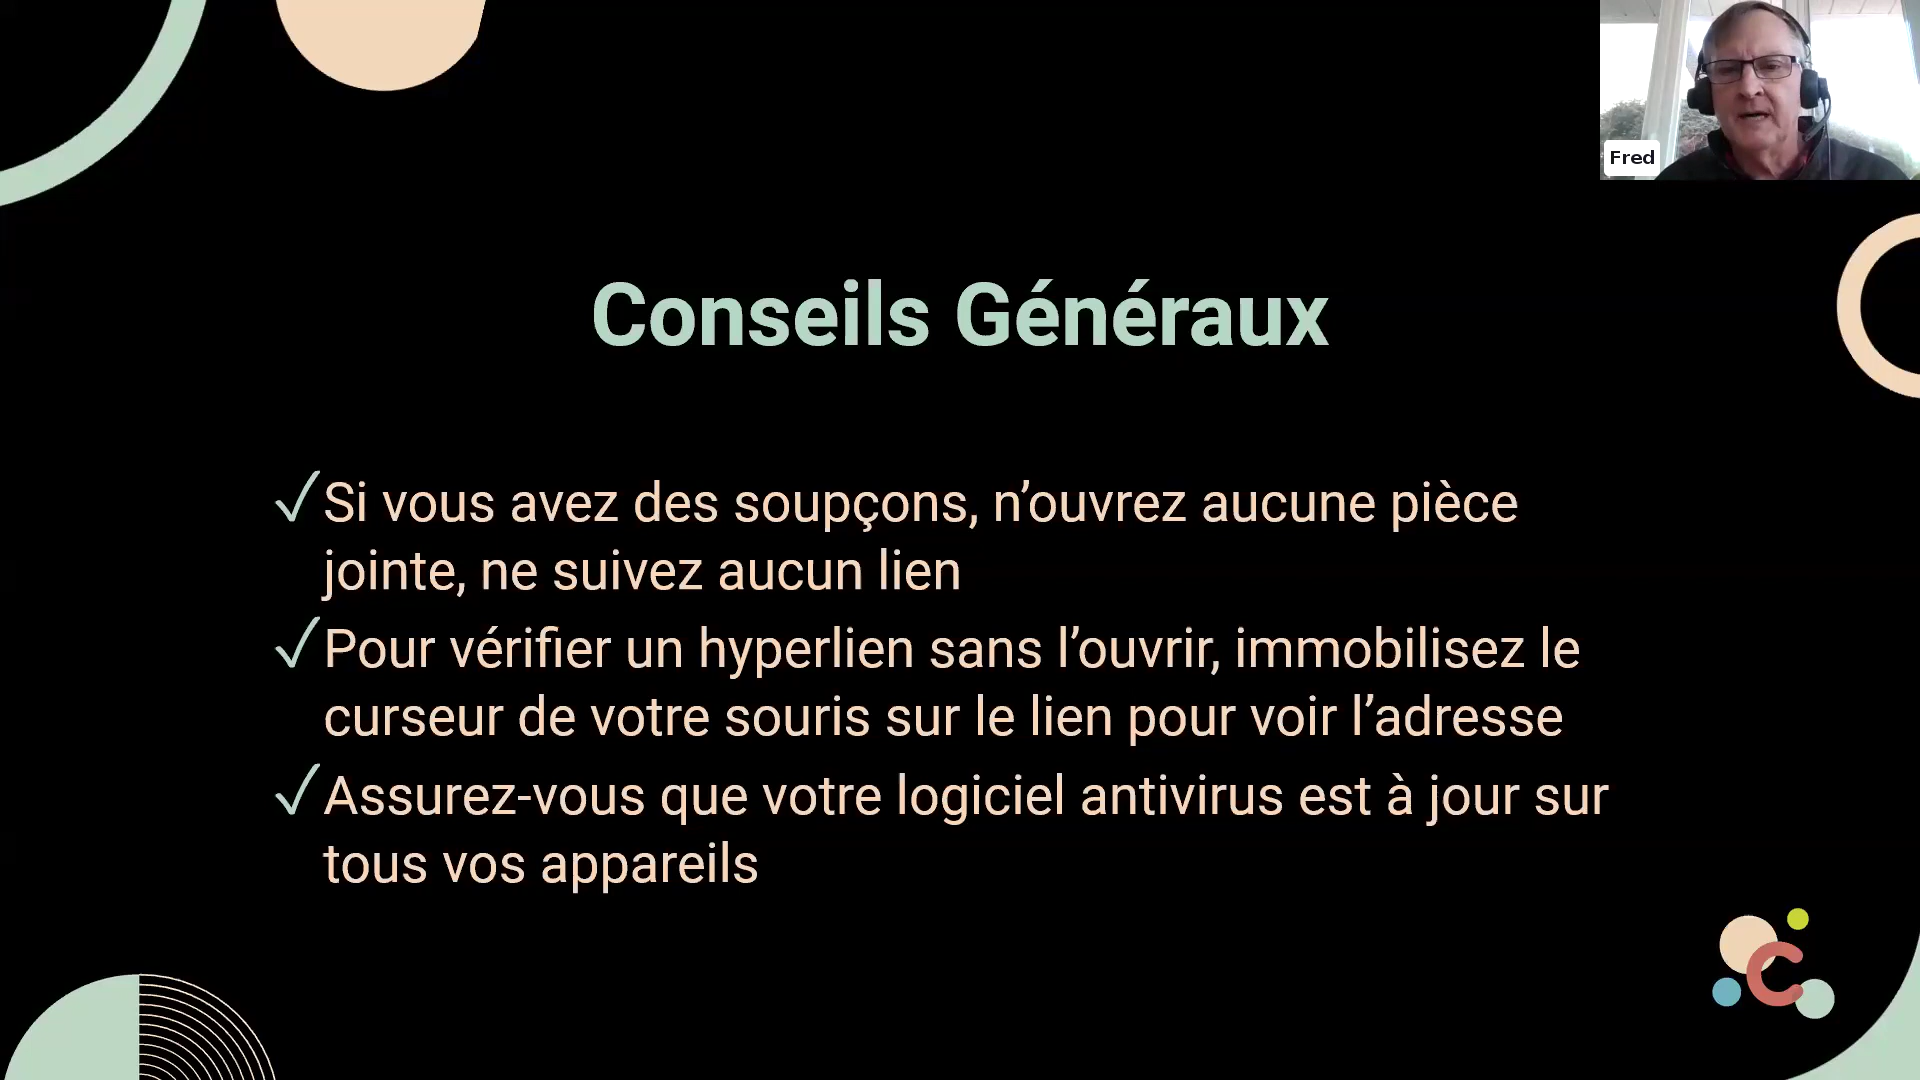 Fred
Conseils Généraux
✓Si vous avez des soupçons, n’ouvrez aucune pièce
jointe, ne suivez aucun lien
✓Pour vérifier un hyperlien sans l’ouvrir, immobilisez le
curseur de votre souris sur le lien pour voir l’adresse
✓Assurez-vous que votre logiciel antivirus est à jour sur
tous vos appareils